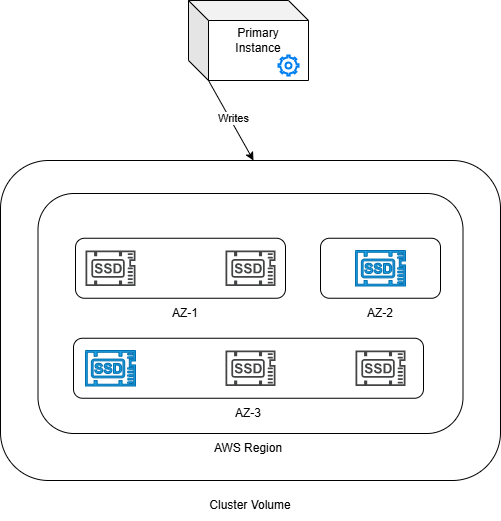 Primary
Instance
Writes
SSD SSD SSD
AZ-1 AZ-2
SSD SSD SSD
AZ-3
AWS Region
Cluster Volume